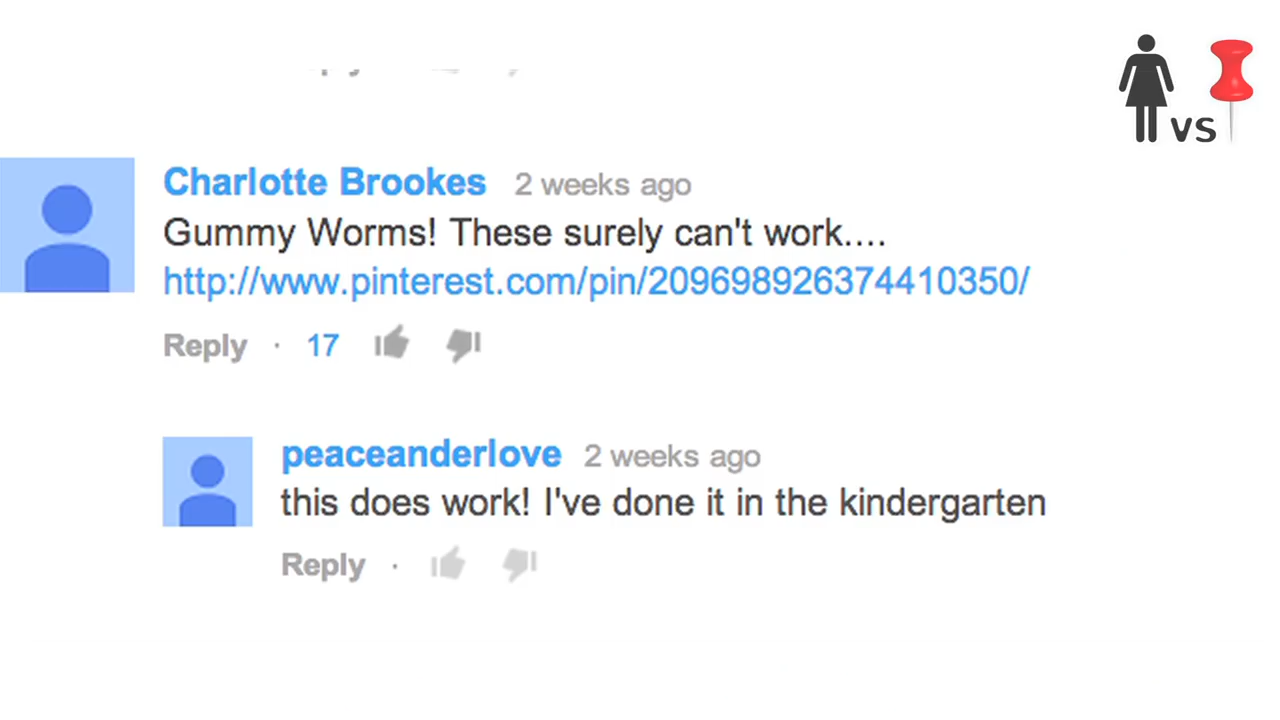 vs
Charlotte Brookes 2 weeks ago
Gummy Worms! These surely can't work....
http://www.pinterest.com/pin/209698926374410350/
Reply · 17
peaceanderlove 2 weeks ago
this does work! I've done it in the kindergarten
Reply ·